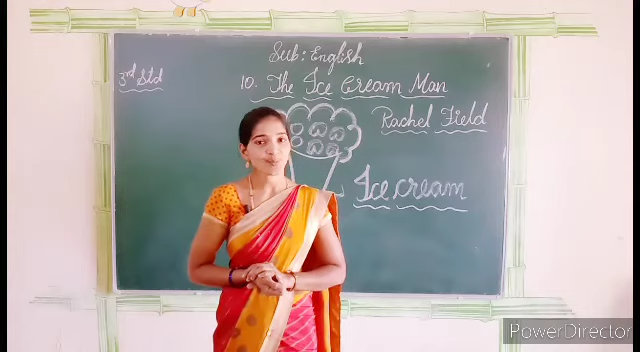 Sub: English
3rd Std
10. The Ice Cream Man
Rachel Field
Ice cream
PowerDirector